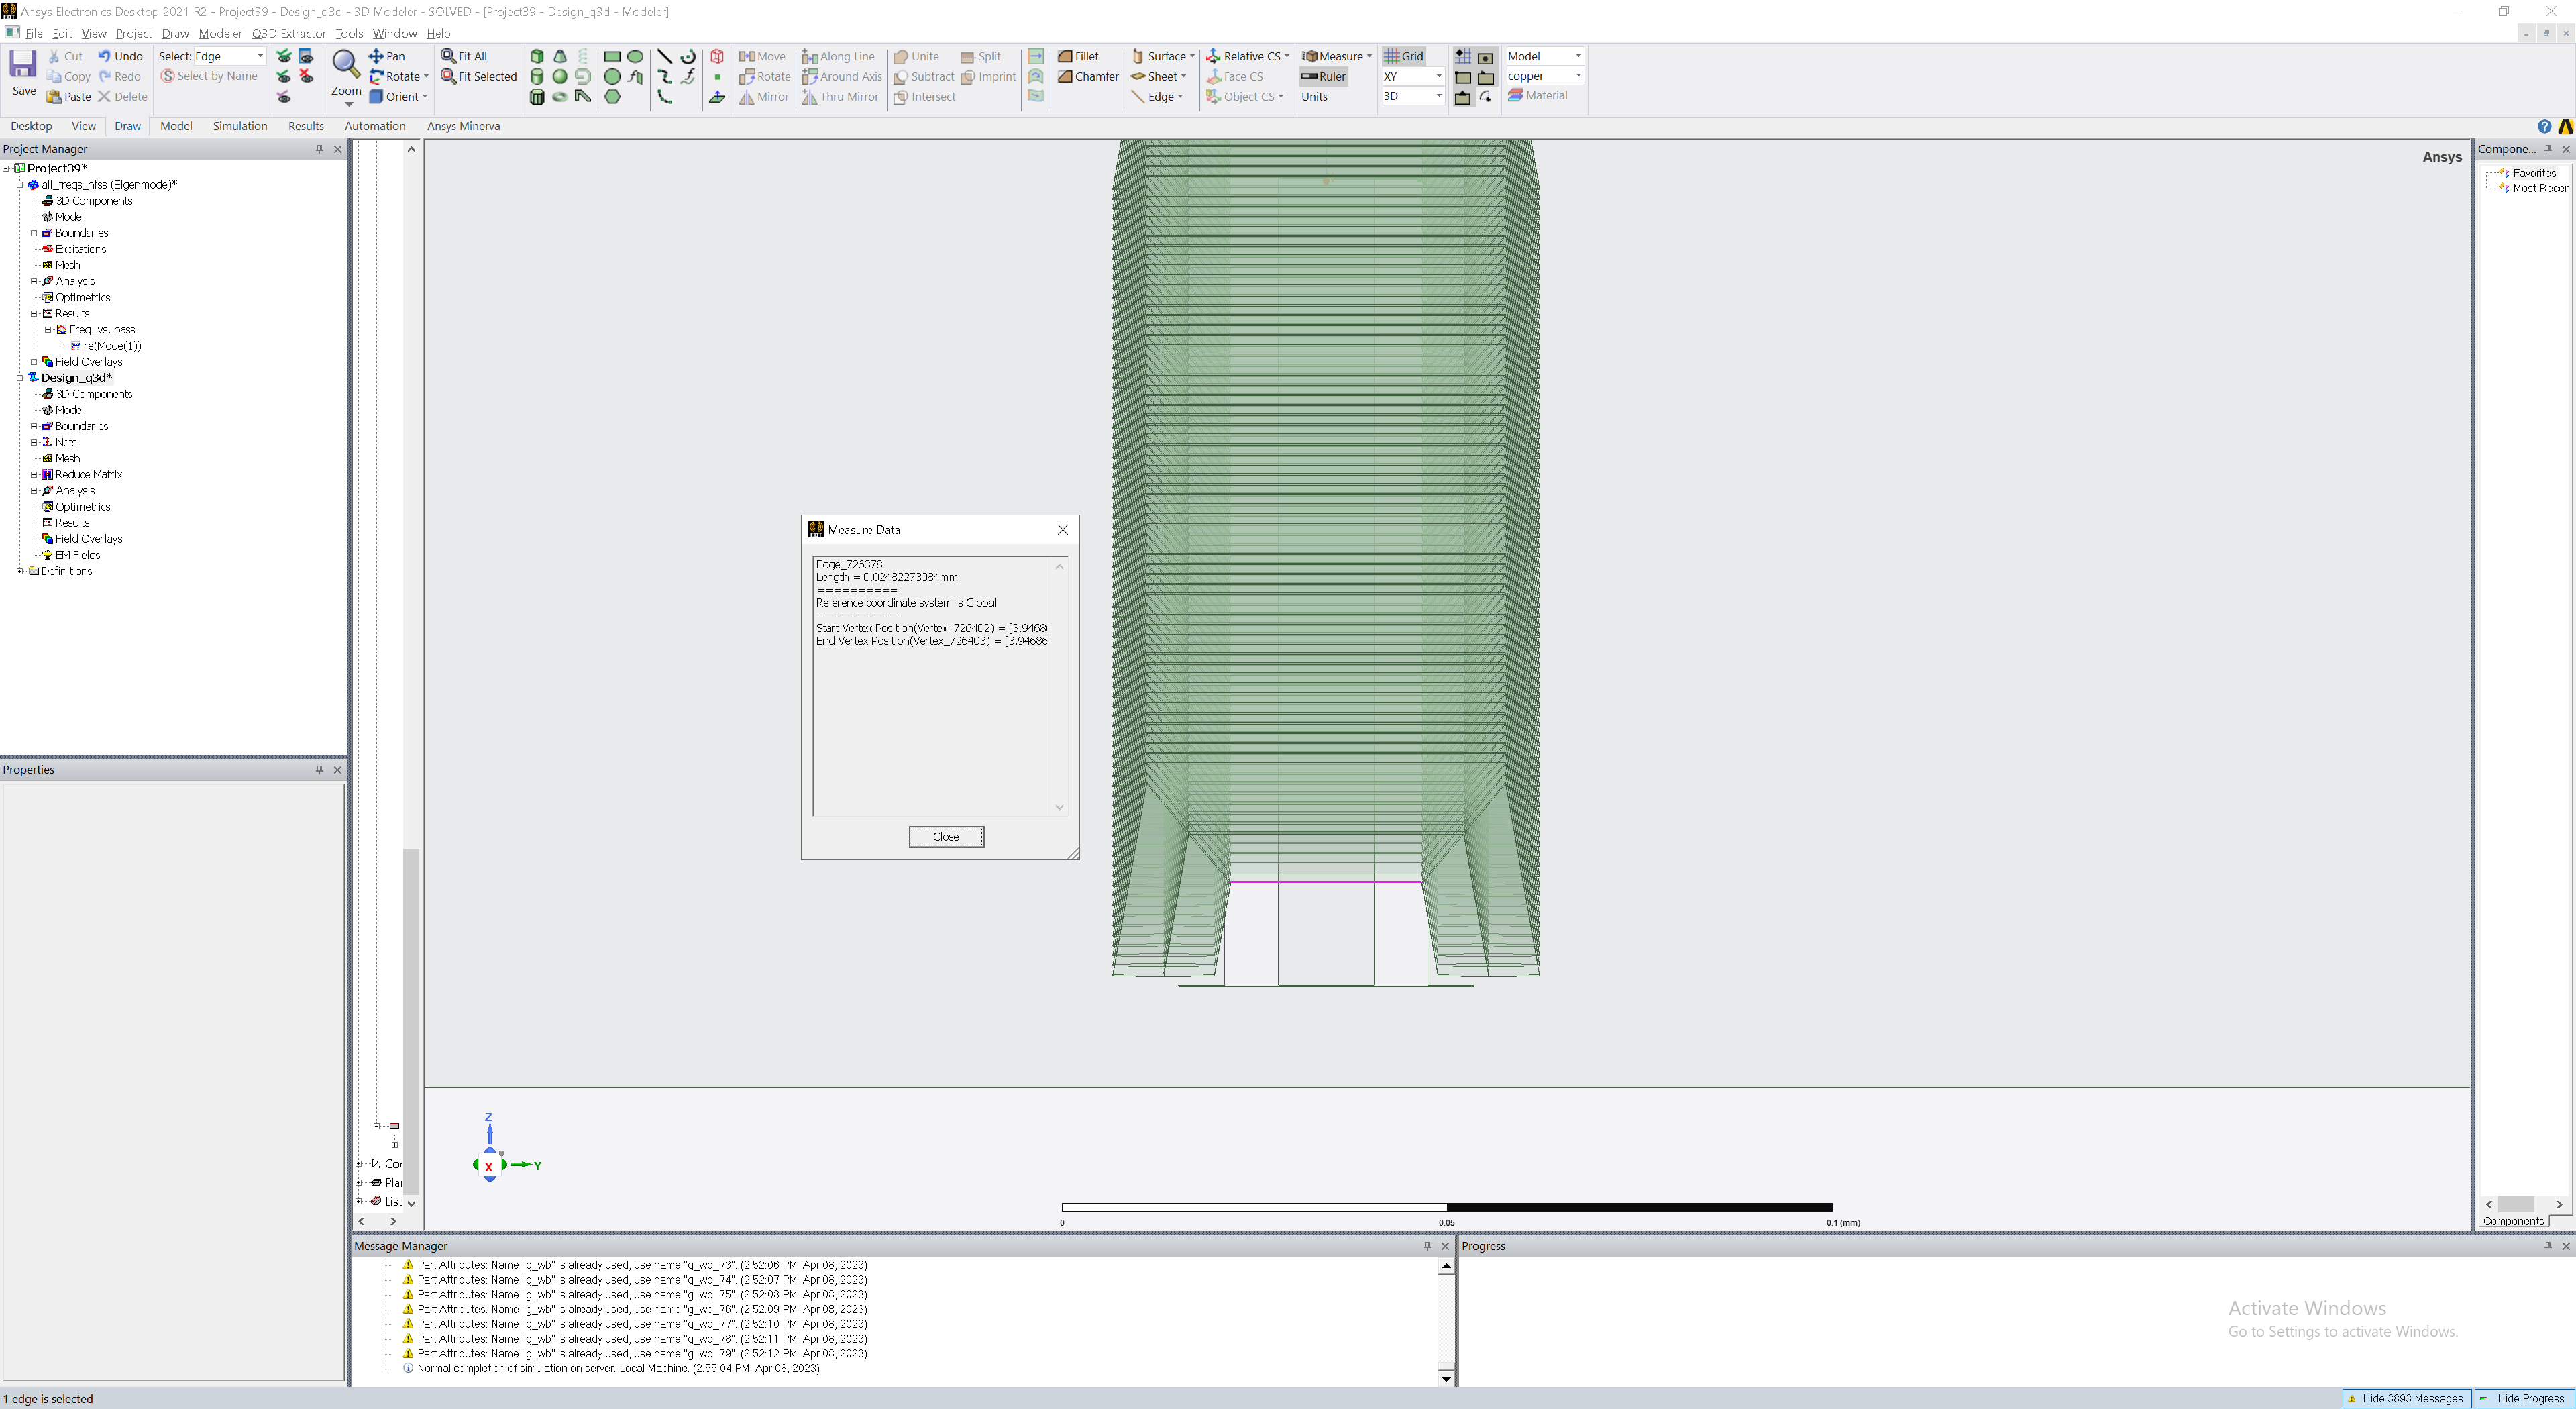 Ansys Electronics Desktop 2021 R2 - Project39 - Design_q3d - 3D Modeler - SOLVED - [Project39 - Design_q3d - Modeler]
File Edit View Project Draw Modeler Q3D Extractor Tools Window Help
Save
Cut
Copy
Paste
Undo
Redo
Delete
Select: Edge
Select by Name
Zoom
Pan
Rotate
Orient
Fit All
Fit Selected
Move
Rotate
Mirror
Along Line
Around Axis
Thru Mirror
Unite
Subtract
Intersect
Split
Imprint
Fillet
Chamfer
Surface
Sheet
Edge
Relative CS
Face CS
Object CS
Measure
Ruler
Units
Grid
XY
3D
Model
copper
Material
Desktop View Draw Model Simulation Results Automation Ansys Minerva
Project Manager
Project39*
all_freqs_hfss (Eigenmode)*
3D Components
Model
Boundaries
Excitations
Mesh
Analysis
Optimetrics
Results
Freq. vs. pass
re(Mode(1))
Field Overlays
Design_q3d*
3D Components
Model
Boundaries
Nets
Mesh
Reduce Matrix
Analysis
Optimetrics
Results
Field Overlays
EM Fields
Definitions
Properties
Coo
Plar
List
Ansys
Measure Data
Edge_726378
Length = 0.02482273084mm
==========
Reference coordinate system is Global
==========
Start Vertex Position(Vertex_726402) = [3.9468
End Vertex Position(Vertex_726403) = [3.94686
Close
Z
X
Y
0
0.05
0.1 (mm)
Compone...
Favorites
Most Recer
Components
Message Manager
Part Attributes: Name "g_wb" is already used, use name "g_wb_73". (2:52:06 PM Apr 08, 2023)
Part Attributes: Name "g_wb" is already used, use name "g_wb_74". (2:52:07 PM Apr 08, 2023)
Part Attributes: Name "g_wb" is already used, use name "g_wb_75". (2:52:08 PM Apr 08, 2023)
Part Attributes: Name "g_wb" is already used, use name "g_wb_76". (2:52:09 PM Apr 08, 2023)
Part Attributes: Name "g_wb" is already used, use name "g_wb_77". (2:52:10 PM Apr 08, 2023)
Part Attributes: Name "g_wb" is already used, use name "g_wb_78". (2:52:11 PM Apr 08, 2023)
Part Attributes: Name "g_wb" is already used, use name "g_wb_79". (2:52:12 PM Apr 08, 2023)
Normal completion of simulation on server: Local Machine. (2:55:04 PM Apr 08, 2023)
Progress
Activate Windows
Go to Settings to activate Windows.
1 edge is selected
Hide 3893 Messages
Hide Progress